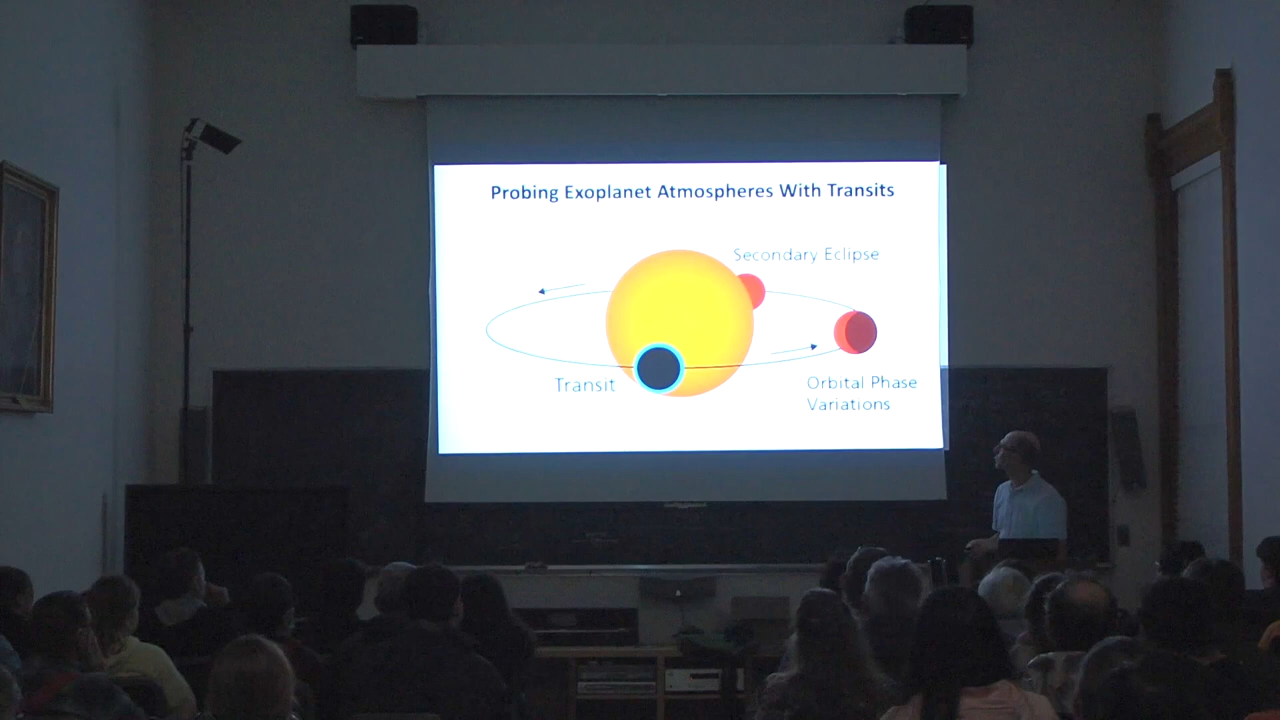 Probing Exoplanet Atmospheres With Transits
Secondary Eclipse
Transit
Orbital Phase
Variations